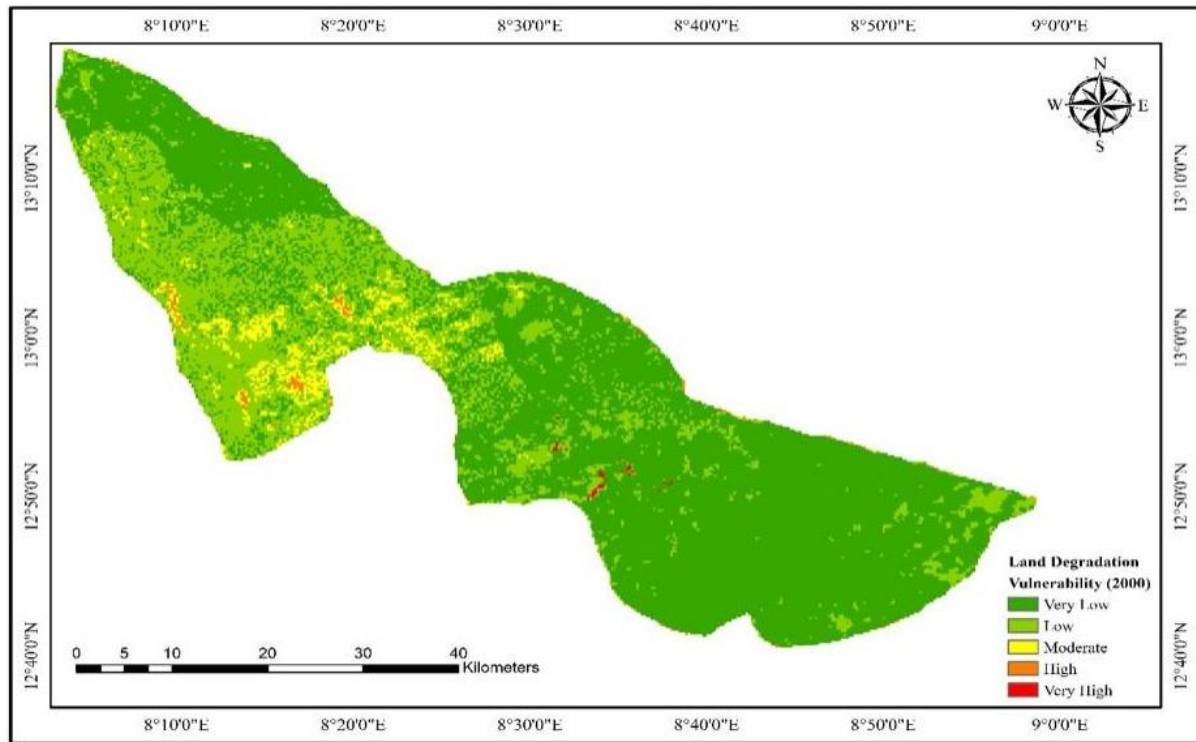 8°10'0"E 8°20'0"E 8°30'0"E 8°40'0"E 8°50'0"E 9°0'0"E
N
W E
S
13°10'0"N 13°10'0"N
13°0'0"N 13°0'0"N
12°50'0"N 12°50'0"N
12°40'0"N 12°40'0"N
Land Degradation
Vulnerability (2000)
Very Low
Low
Moderate
High
Very High
0 5 10 20 30 40
Kilometers
8°10'0"E 8°20'0"E 8°30'0"E 8°40'0"E 8°50'0"E 9°0'0"E